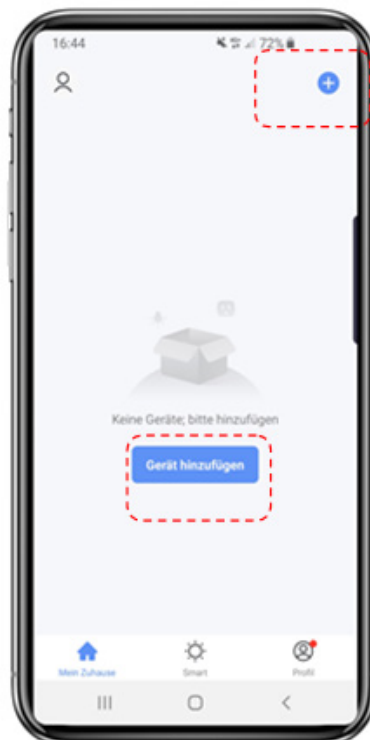 16:44
72%
Keine Geräte; bitte hinzufügen
Gerät hinzufügen
Mein Zuhause
Smart
Profil